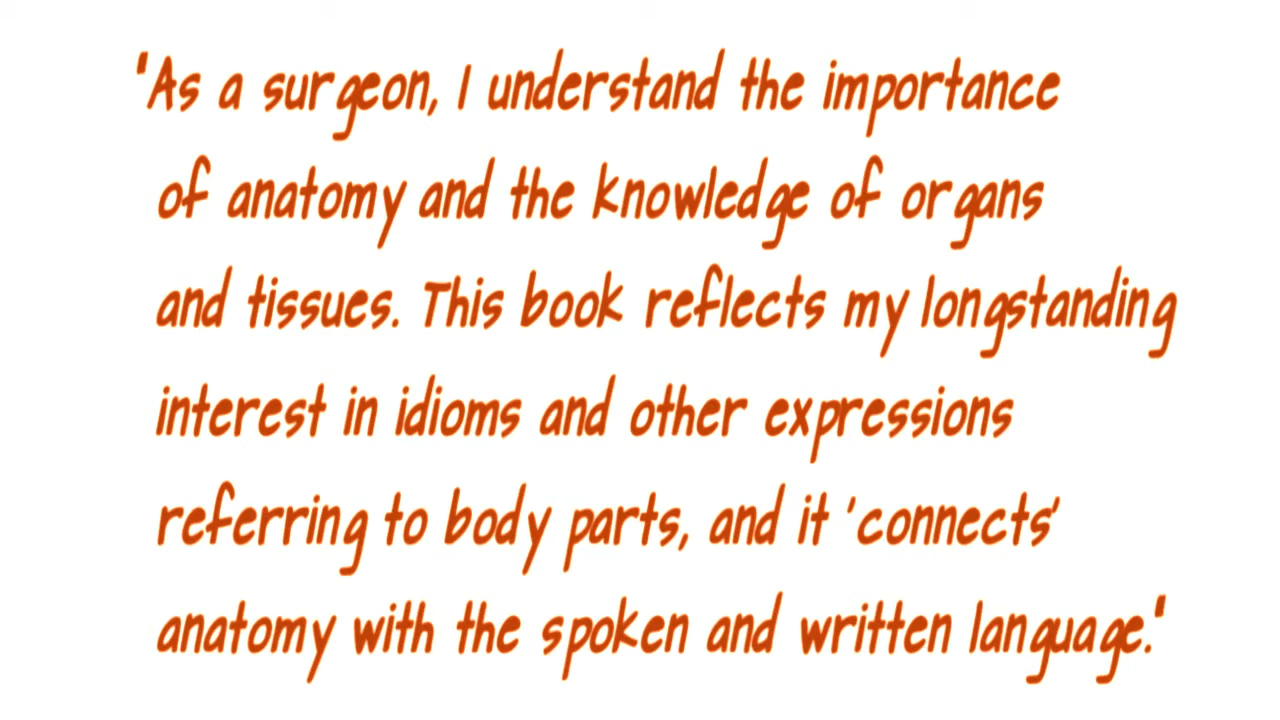 "As a surgeon, I understand the importance
of anatomy and the knowledge of organs
and tissues. This book reflects my longstanding
interest in idioms and other expressions
referring to body parts, and it 'connects'
anatomy with the spoken and written language."